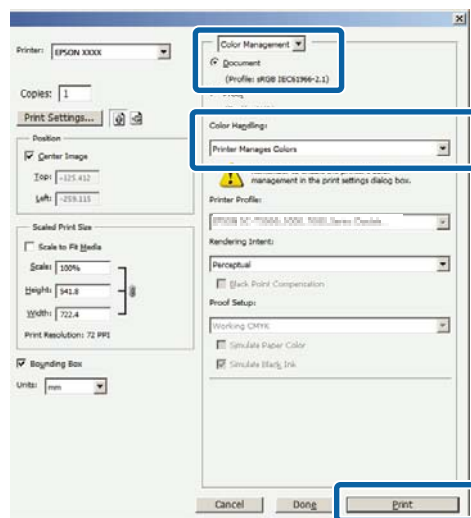 Printer:
EPSON XXXX
Copies:
1
Print Settings...
Position
Center Image
Top: -125.412
Left: -259.115
Scaled Print Size
Scale to Fit Media
Scale: 100%
Height: 541.8
Width: 722.4
Print Resolution: 72 PPI
Bounding Box
Units: mm
Color Management
Document
(Profile: sRGB IEC61966-2.1)
Color Handling:
Printer Manages Colors
management in the print settings dialog box.
Printer Profile:
Rendering Intent:
Perceptual
Black Point Compensation
Proof Setup:
Working CMYK
Simulate Paper Color
Simulate Black Ink
Cancel
Done
Print